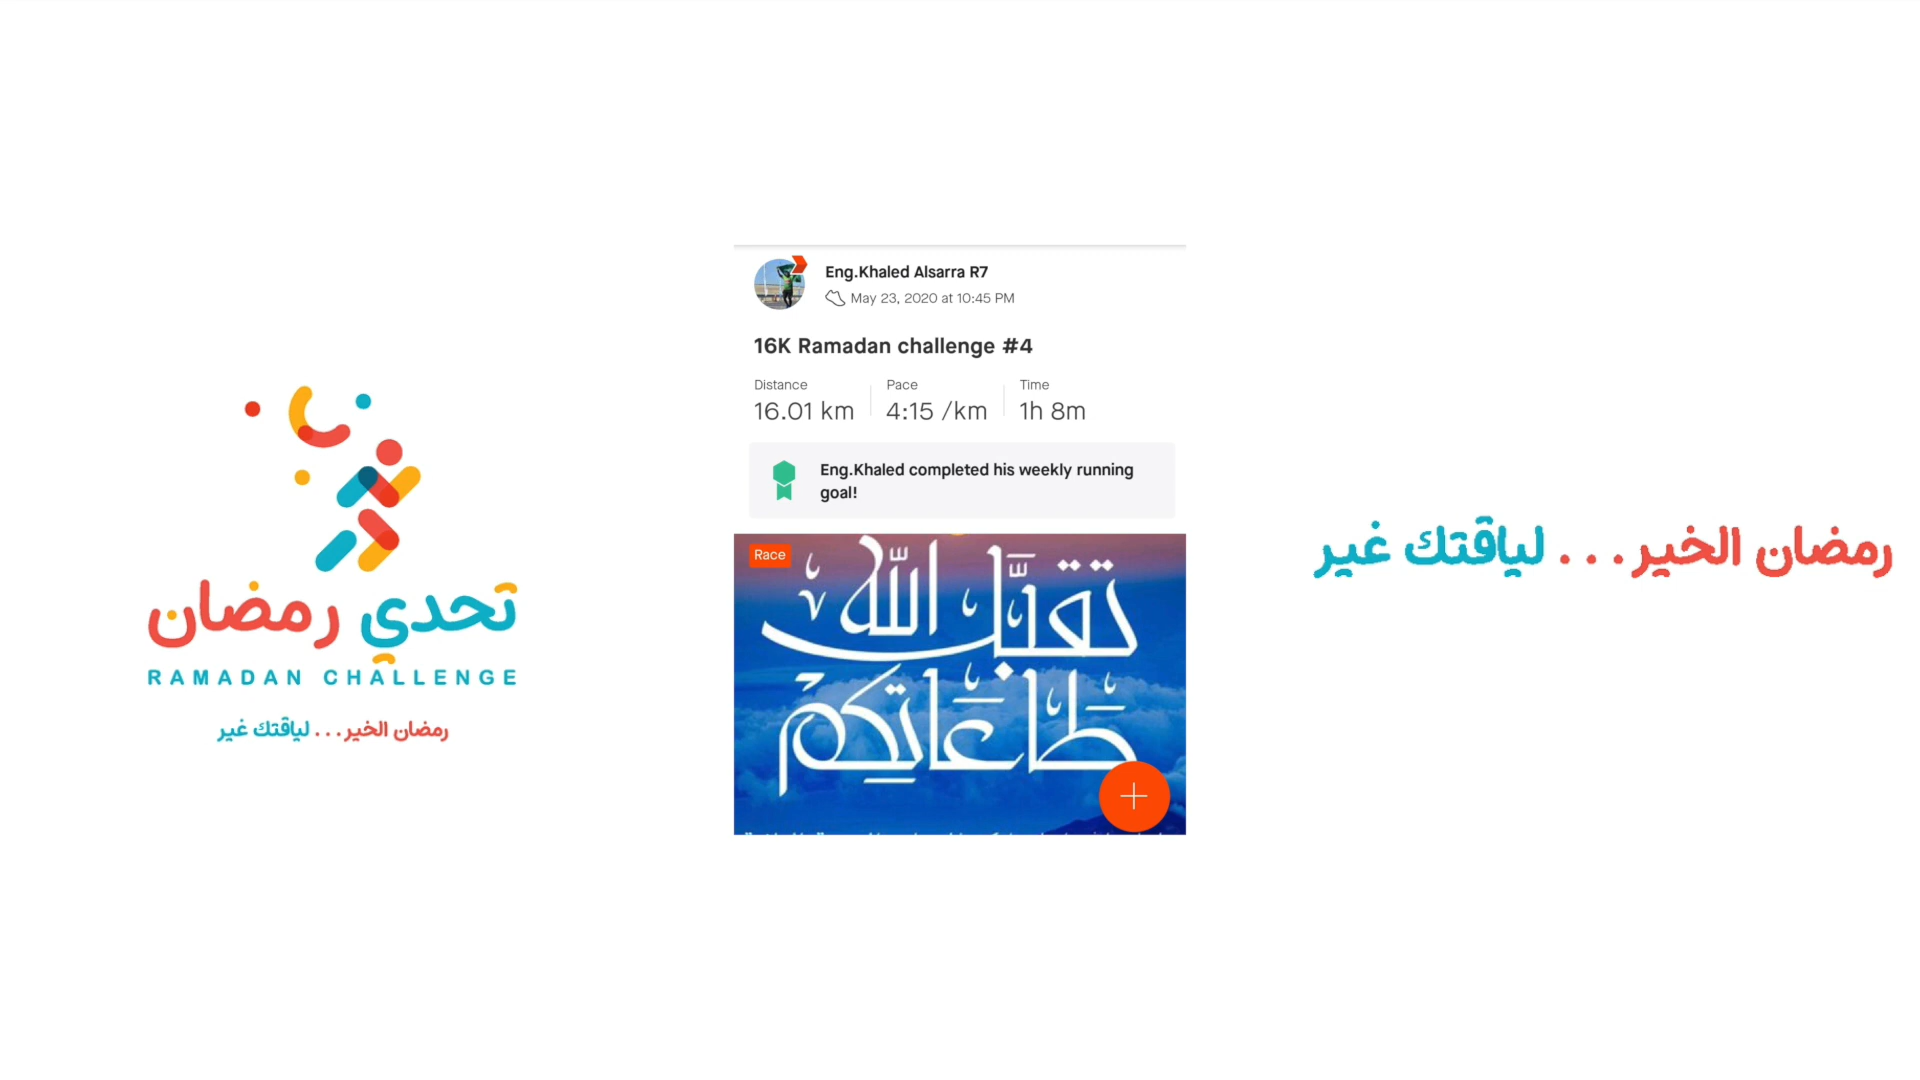 تحدي رمضان
RAMADAN CHALLENGE
رمضان الخير... لياقتك غير
Eng.Khaled Alsarra R7
May 23, 2020 at 10:45 PM
16K Ramadan challenge #4
Distance Pace Time
16.01 km 4:15 /km 1h 8m
Eng.Khaled completed his weekly running
goal!
Race
تقبَّل الله
طاعاتكم
رمضان الخير... لياقتك غير